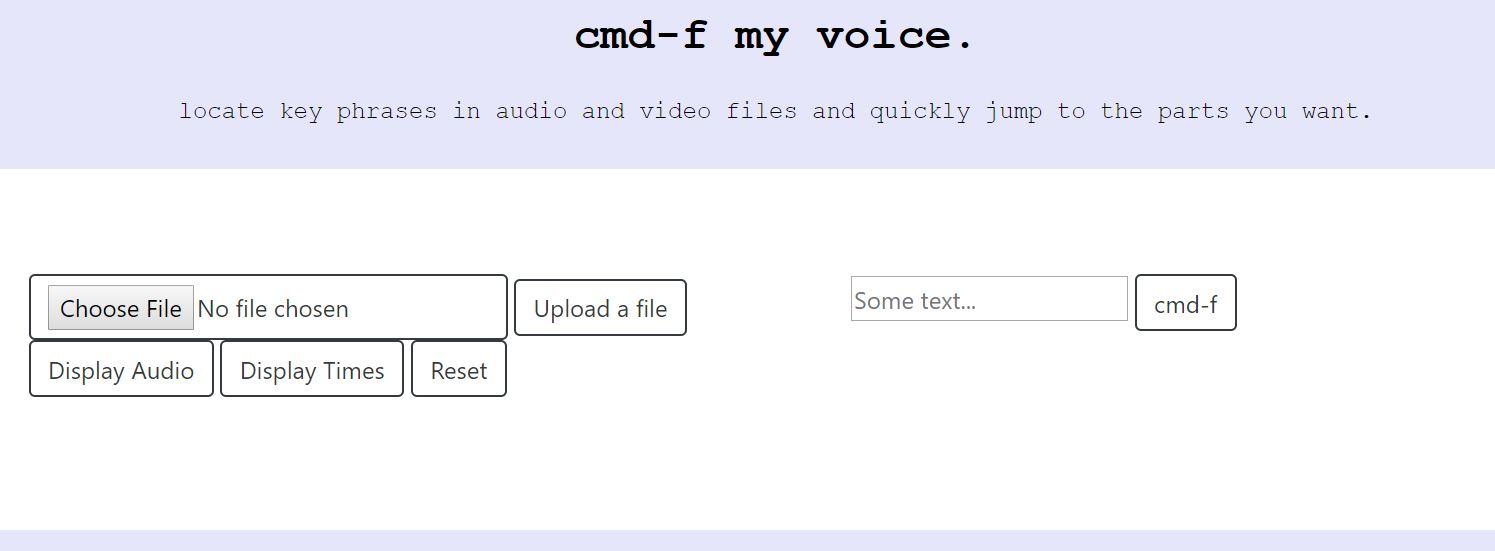 cmd-f my voice.
locate key phrases in audio and video files and quickly jump to the parts you want.
Choose File No file chosen Upload a file
Display Audio Display Times Reset
Some text... cmd-f